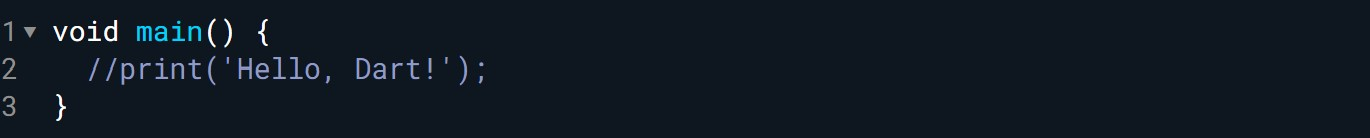 1 void main() {
2   //print('Hello, Dart!');
3 }